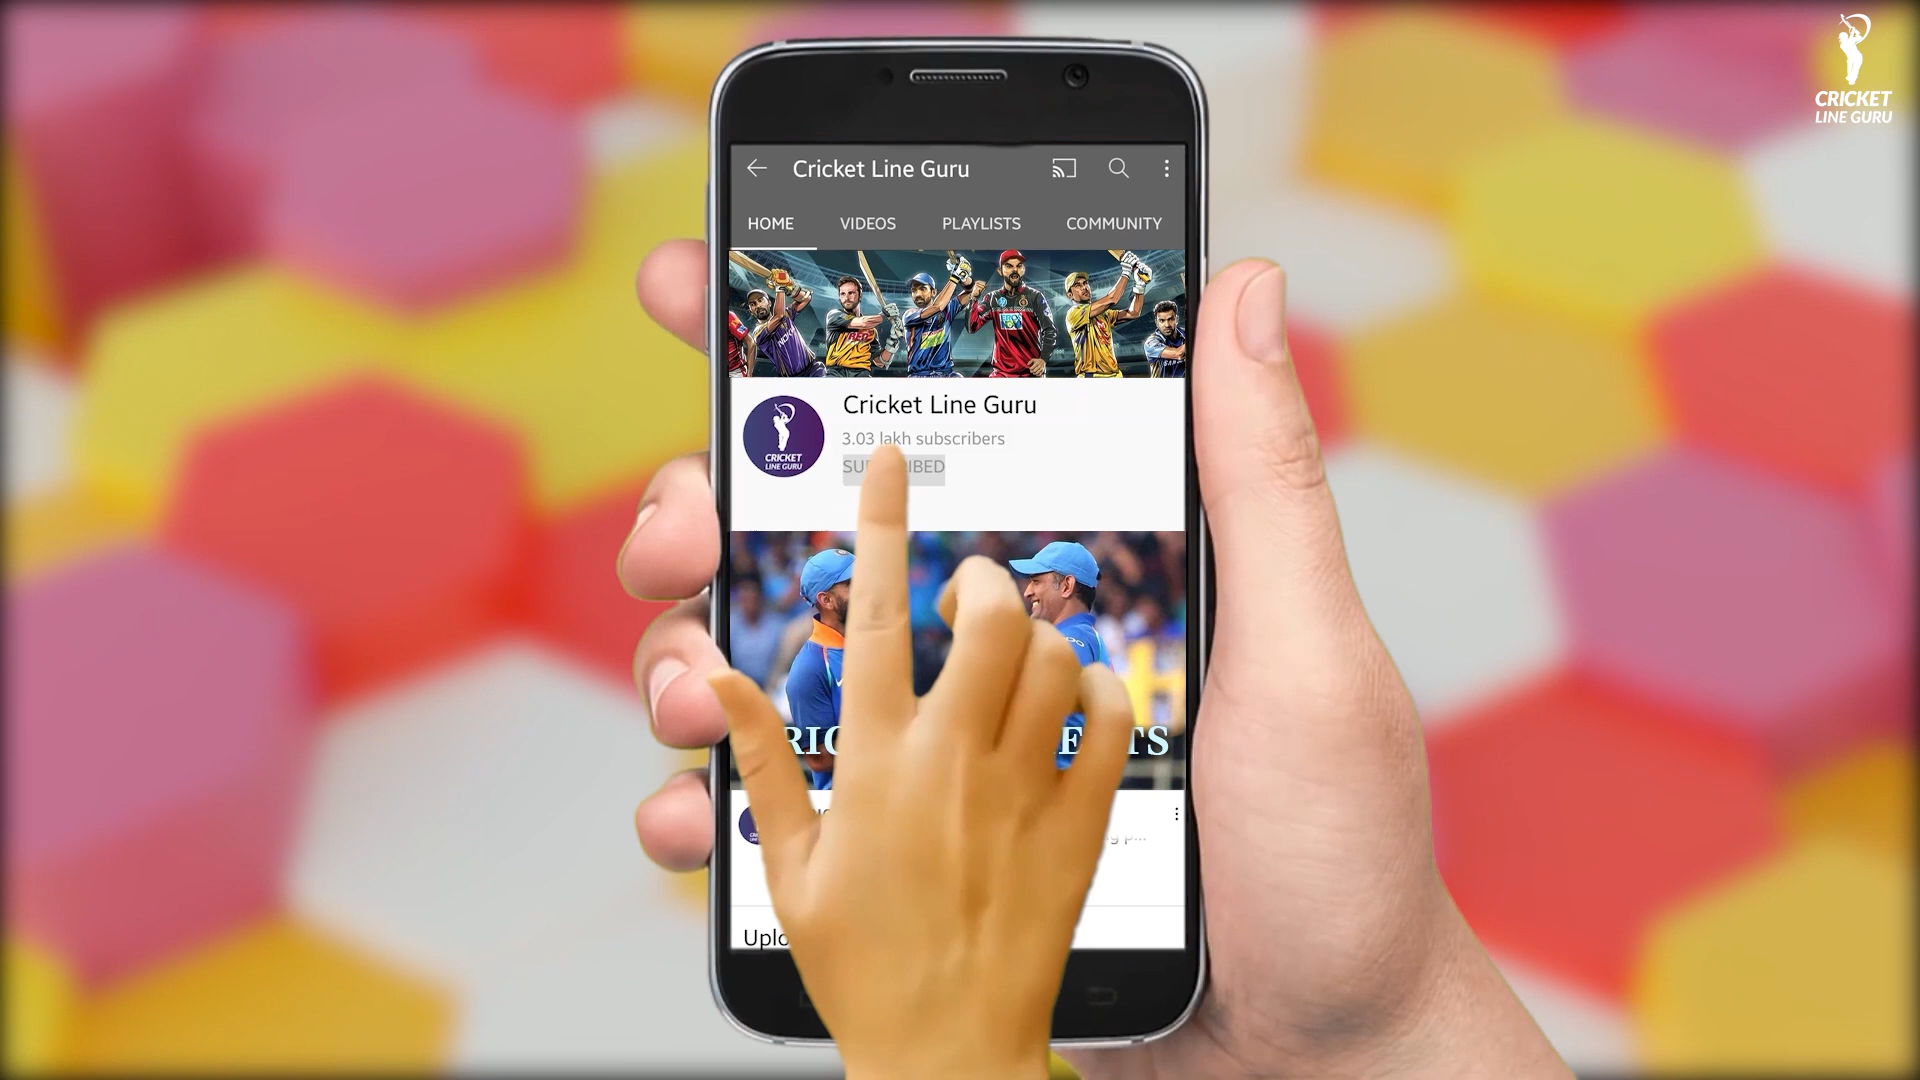 CRICKET
LINE GURU
Cricket Line Guru
HOME VIDEOS PLAYLISTS COMMUNITY
Cricket Line Guru
3.03 lakh subscribers
CRICKET
LINE GURU